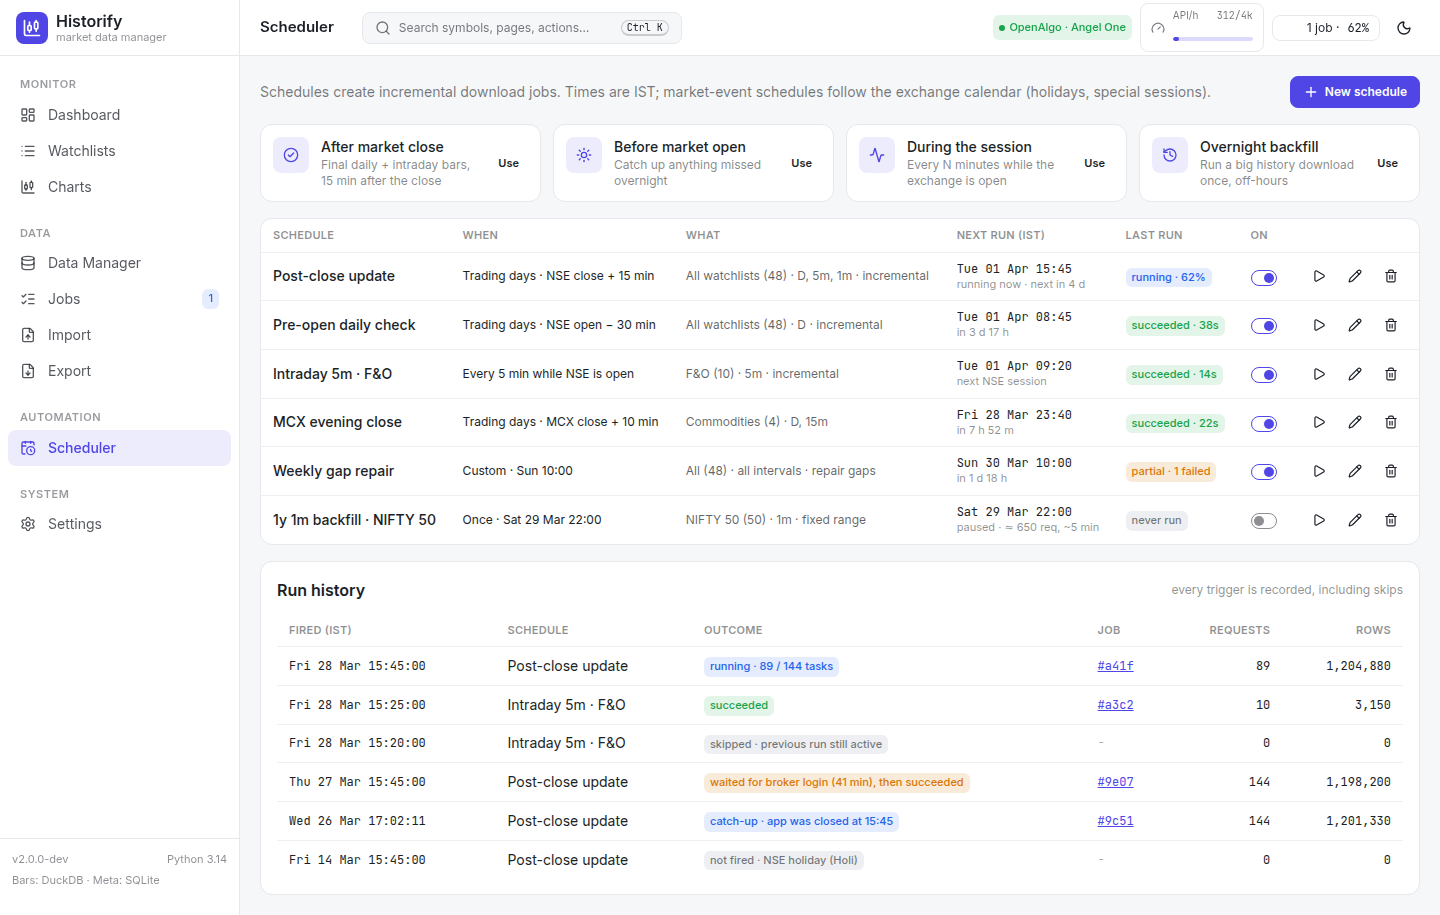 Historify
market data manager
Scheduler
Search symbols, pages, actions...
Ctrl K
OpenAlgo · Angel One
API/h 312/4k
1 job · 62%
MONITOR
Dashboard
Watchlists
Charts
DATA
Data Manager
Jobs 1
Import
Export
AUTOMATION
Scheduler
SYSTEM
Settings
v2.0.0-dev Python 3.14
Bars: DuckDB · Meta: SQLite
Schedules create incremental download jobs. Times are IST; market-event schedules follow the exchange calendar (holidays, special sessions).
New schedule
After market close
Final daily + intraday bars,
15 min after the close
Use
Before market open
Catch up anything missed
overnight
Use
During the session
Every N minutes while the
exchange is open
Use
Overnight backfill
Run a big history download
once, off-hours
Use
SCHEDULE WHEN WHAT NEXT RUN (IST) LAST RUN ON
Post-close update Trading days · NSE close + 15 min All watchlists (48) · D, 5m, 1m · incremental Tue 01 Apr 15:45 running · 62%
running now · next in 4 d
Pre-open daily check Trading days · NSE open − 30 min All watchlists (48) · D · incremental Tue 01 Apr 08:45 succeeded · 38s
in 3 d 17 h
Intraday 5m · F&O Every 5 min while NSE is open F&O (10) · 5m · incremental Tue 01 Apr 09:20 succeeded · 14s
next NSE session
MCX evening close Trading days · MCX close + 10 min Commodities (4) · D, 15m Fri 28 Mar 23:40 succeeded · 22s
in 7 h 52 m
Weekly gap repair Custom · Sun 10:00 All (48) · all intervals · repair gaps Sun 30 Mar 10:00 partial · 1 failed
in 1 d 18 h
1y 1m backfill · NIFTY 50 Once · Sat 29 Mar 22:00 NIFTY 50 (50) · 1m · fixed range Sat 29 Mar 22:00 never run
paused · ≈ 650 req, ~5 min
Run history
every trigger is recorded, including skips
FIRED (IST) SCHEDULE OUTCOME JOB REQUESTS ROWS
Fri 28 Mar 15:45:00 Post-close update running · 89 / 144 tasks #a41f 89 1,204,880
Fri 28 Mar 15:25:00 Intraday 5m · F&O succeeded #a3c2 10 3,150
Fri 28 Mar 15:20:00 Intraday 5m · F&O skipped · previous run still active - 0 0
Thu 27 Mar 15:45:00 Post-close update waited for broker login (41 min), then succeeded #9e07 144 1,198,200
Wed 26 Mar 17:02:11 Post-close update catch-up · app was closed at 15:45 #9c51 144 1,201,330
Fri 14 Mar 15:45:00 Post-close update not fired · NSE holiday (Holi) - 0 0